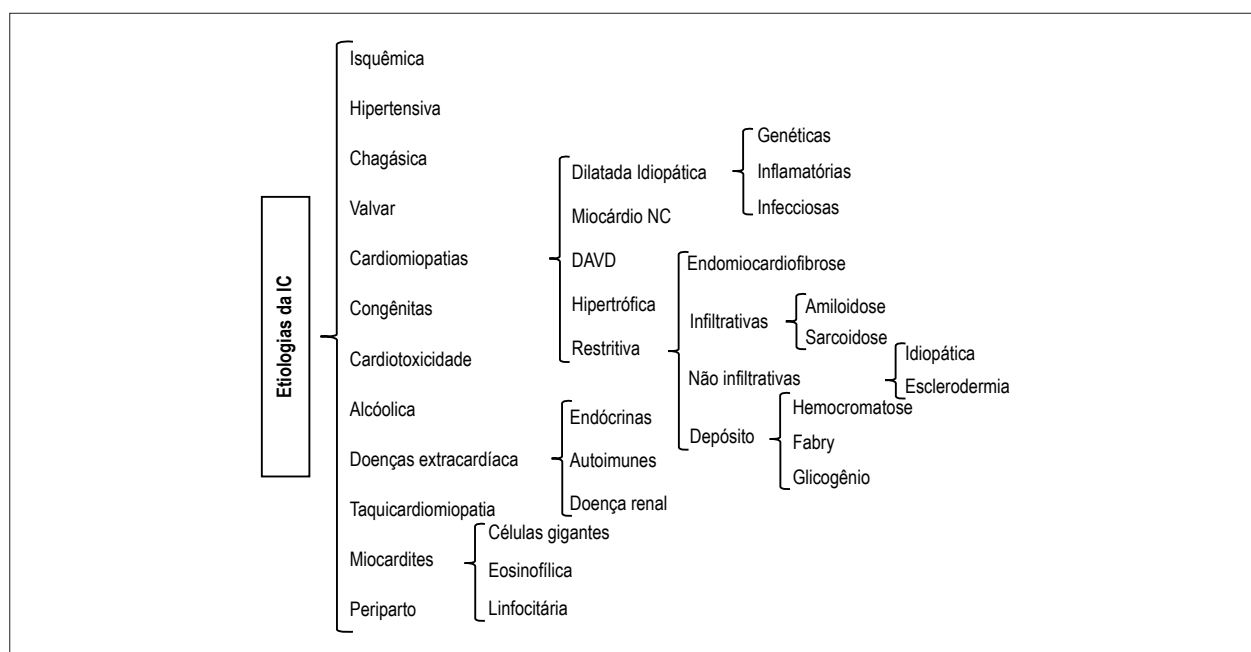 Etiologias da IC
Isquêmica
Hipertensiva
Chagásica
Valvar
Cardiomiopatias
Dilatada Idiopática
Genéticas
Inflamatórias
Infecciosas
Miocárdio NC
DAVD
Hipertrófica
Restritiva
Endomiocardiofibrose
Infiltrativas
Amiloidose
Sarcoidose
Não infiltrativas
Idiopática
Esclerodermia
Depósito
Hemocromatose
Fabry
Glicogênio
Congênitas
Cardiotoxicidade
Alcóolica
Doenças extracardíaca
Endócrinas
Autoimunes
Doença renal
Taquicardiomiopatia
Miocardites
Células gigantes
Eosinofílica
Linfocitária
Periparto